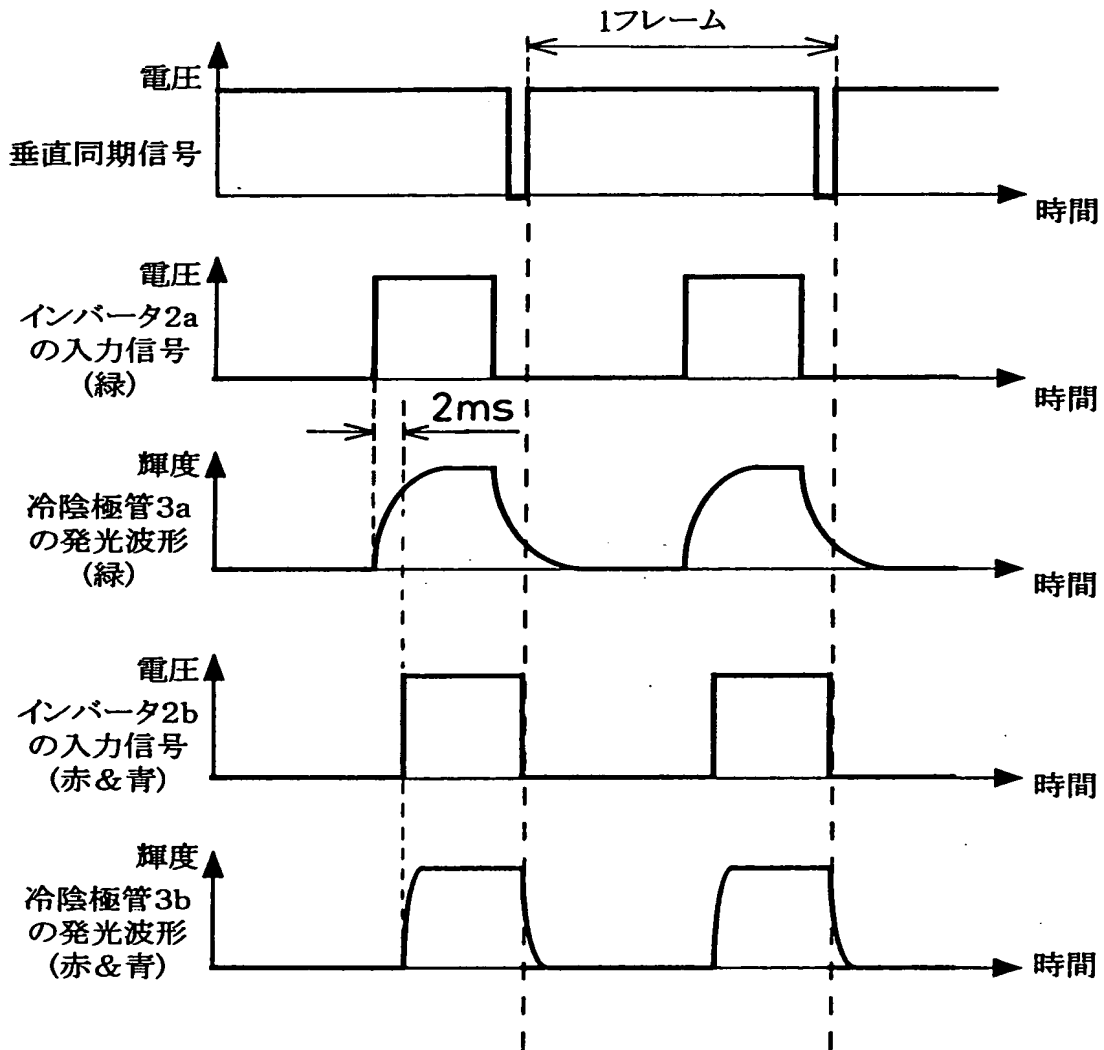 1フレーム
電圧
垂直同期信号
時間
電圧
インバータ2a
の入力信号
(緑)
時間
2ms
輝度
冷陰極管3a
の発光波形
(緑)
時間
電圧
インバータ2b
の入力信号
(赤&青)
時間
輝度
冷陰極管3b
の発光波形
(赤&青)
時間